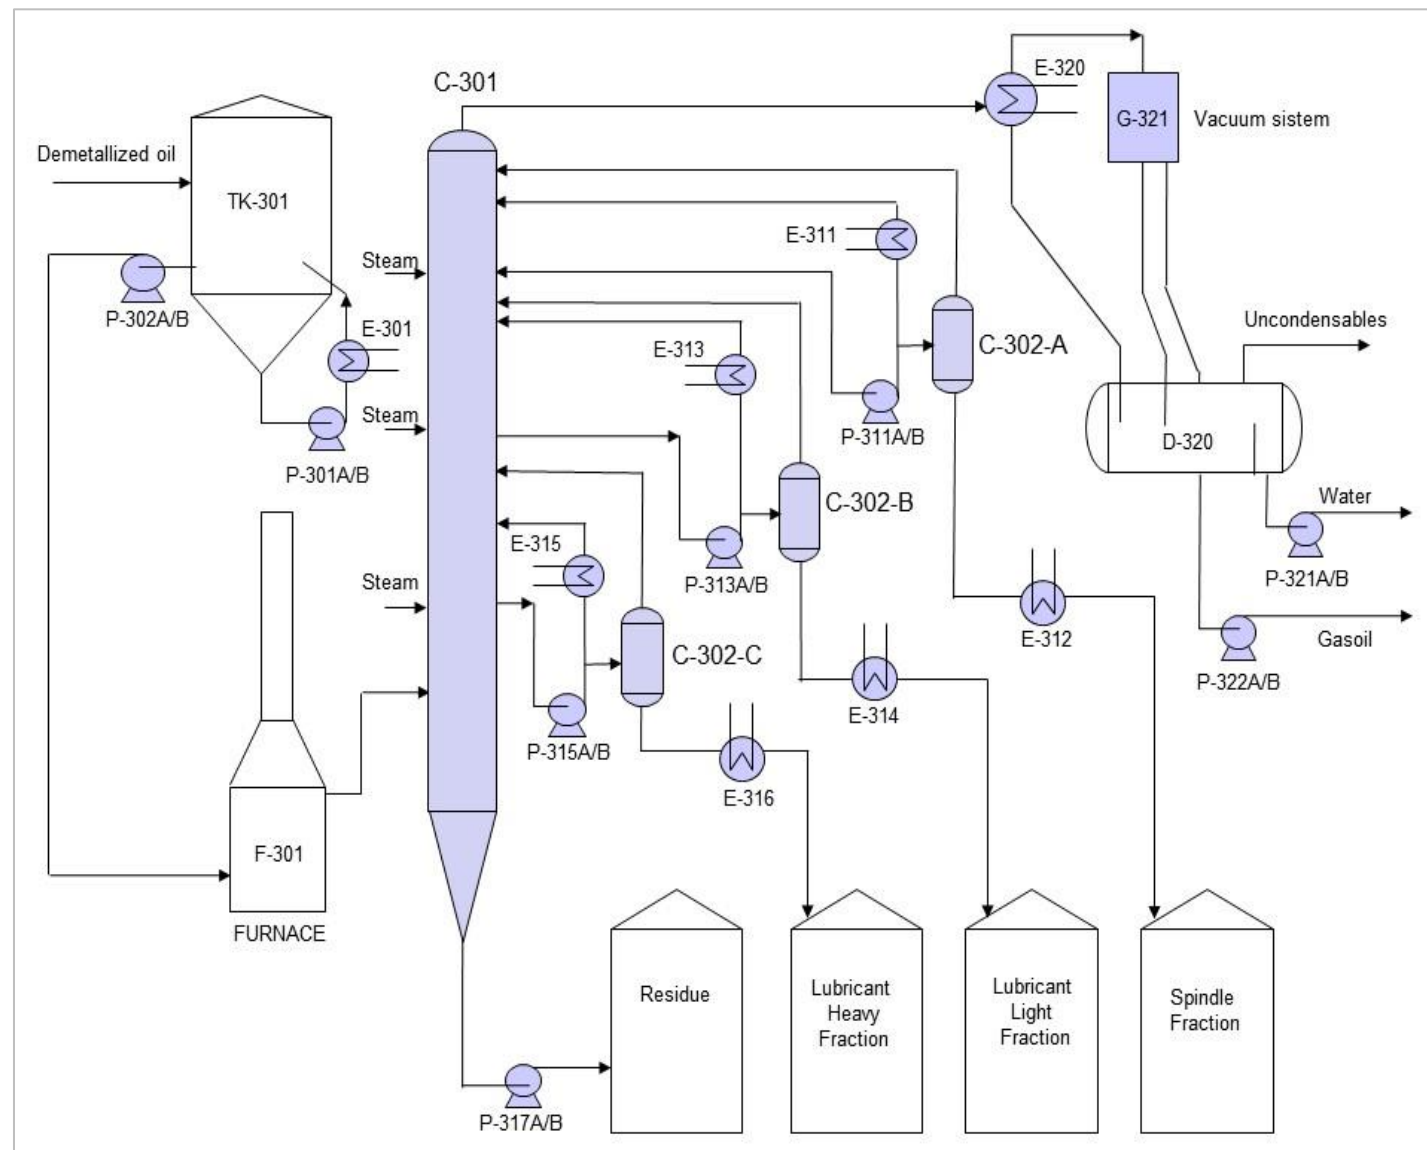 C-301
E-320
G-321
Vacuum sistem
Demetallized oil
TK-301
E-311
Steam
P-302A/B
E-301
Uncondensables
E-313
C-302-A
Steam
P-311A/B
D-320
P-301A/B
Water
C-302-B
E-315
Steam
P-313A/B
P-321A/B
E-312
Gasoil
C-302-C
P-322A/B
E-314
P-315A/B
E-316
F-301
FURNACE
Residue
Lubricant
Heavy
Fraction
Lubricant
Light
Fraction
Spindle
Fraction
P-317A/B